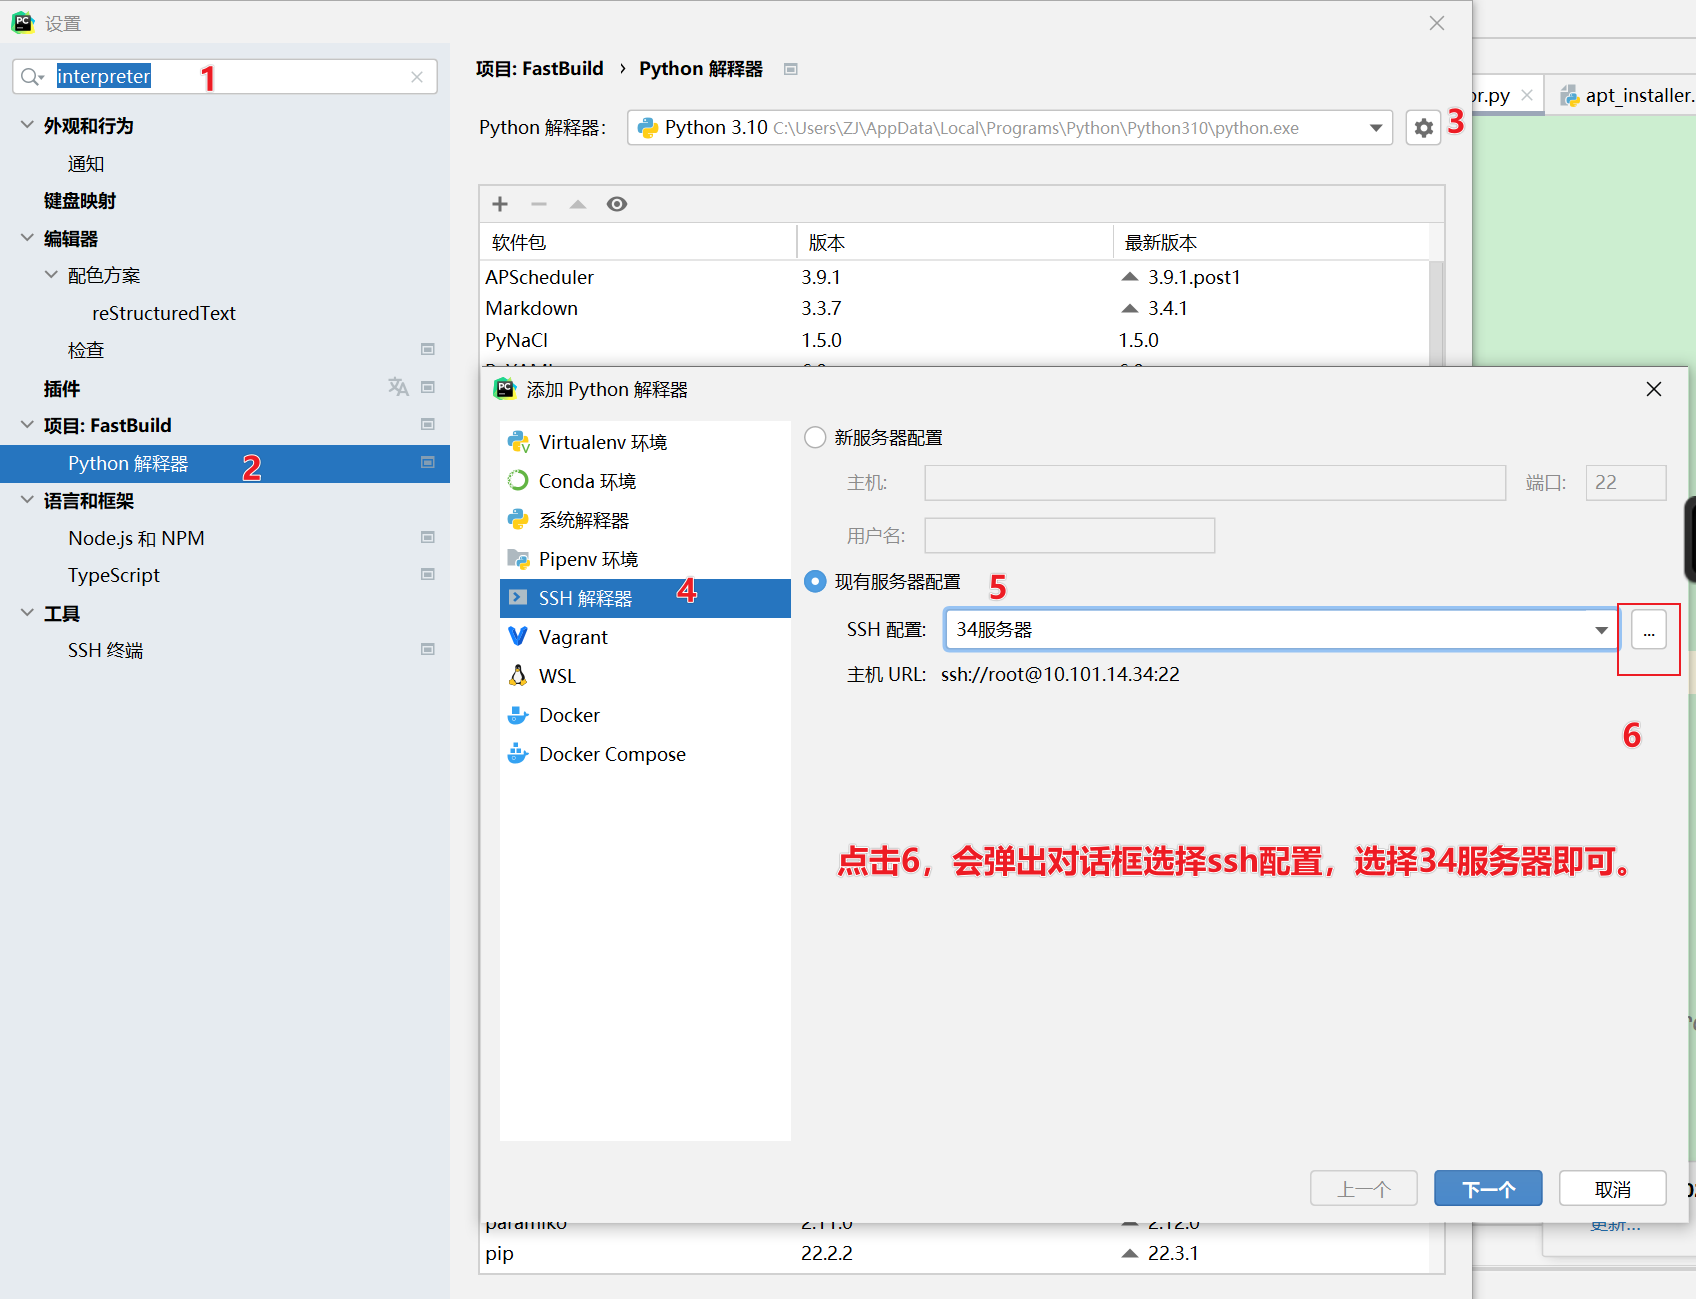 设置
interpreter
1
外观和行为
通知
键盘映射
编辑器
配色方案
reStructuredText
检查
插件
项目: FastBuild
Python 解释器
2
语言和框架
Node.js 和 NPM
TypeScript
工具
SSH 终端
项目: FastBuild › Python 解释器
Python 解释器:
Python 3.10 C:\Users\ZJ\AppData\Local\Programs\Python\Python310\python.exe
3
软件包 版本 最新版本
APScheduler 3.9.1 3.9.1.post1
Markdown 3.3.7 3.4.1
PyNaCl 1.5.0 1.5.0
or.py
apt_installer.
添加 Python 解释器
Virtualenv 环境
Conda 环境
系统解释器
Pipenv 环境
SSH 解释器
4
Vagrant
WSL
Docker
Docker Compose
新服务器配置
主机:
端口: 22
用户名:
现有服务器配置
5
SSH 配置: 34服务器
...
主机 URL: ssh://root@10.101.14.34:22
6
点击6，会弹出对话框选择ssh配置，选择34服务器即可。
上一个
下一个
取消
paramiko 2.11.0 2.12.0
pip 22.2.2 22.3.1
更新...